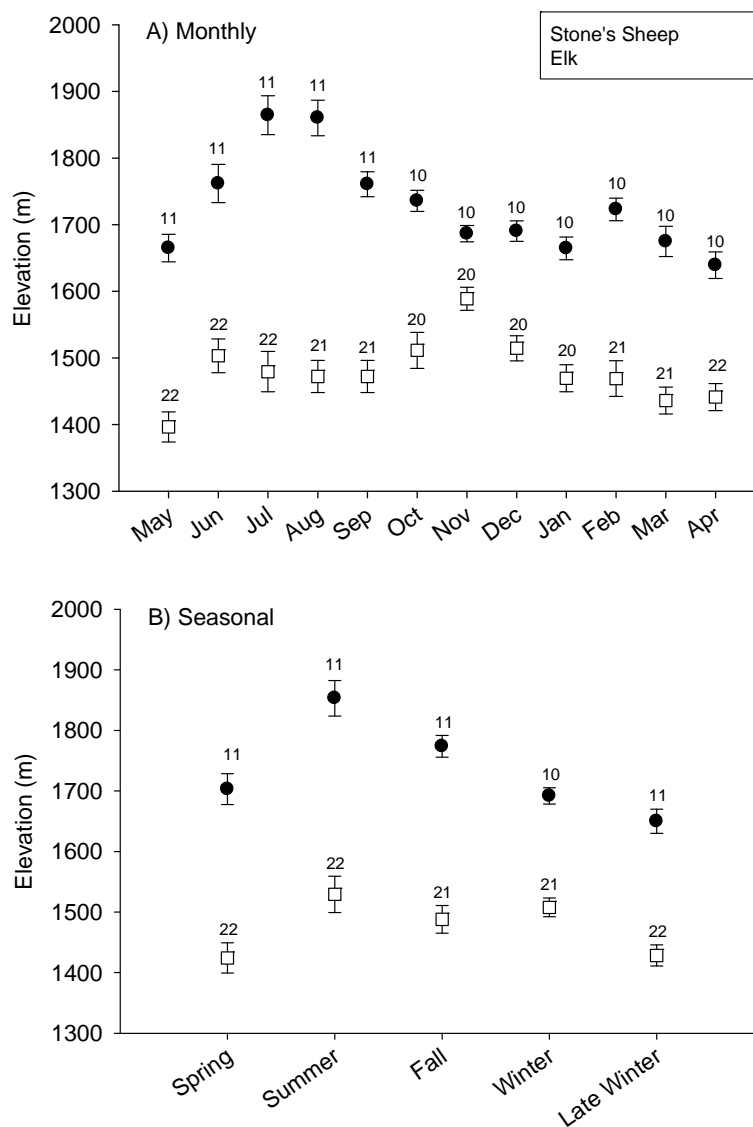 A) Monthly
Stone's Sheep
Elk
Elevation (m)
2000
1900
1800
1700
1600
1500
1400
1300
11 11 11 11 11 10 10 10 10 10 10 10
22 22 22 21 21 20 20 20 20 21 21 22
May Jun Jul Aug Sep Oct Nov Dec Jan Feb Mar Apr
B) Seasonal
Elevation (m)
2000
1900
1800
1700
1600
1500
1400
1300
11 11 11 10 11
22 22 21 21 22
Spring Summer Fall Winter Late Winter